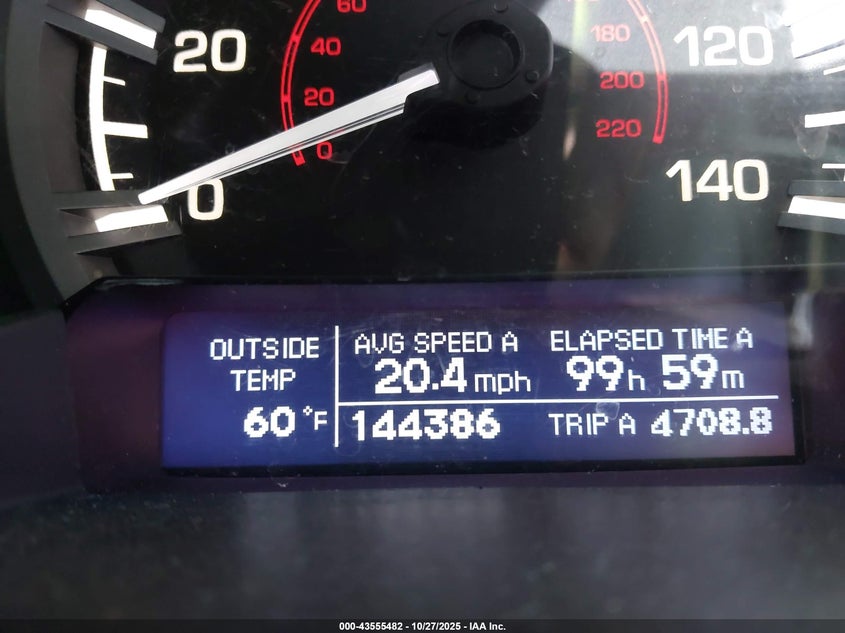 60
40
20
0
180
200
220
20
0
120
140
OUTSIDE TEMP
60°F
AVG SPEED A
20.4 mph
ELAPSED TIME A
99h 59m
144386
TRIP A 4708.8
000-43555482 - 10/27/2025 - IAA Inc.